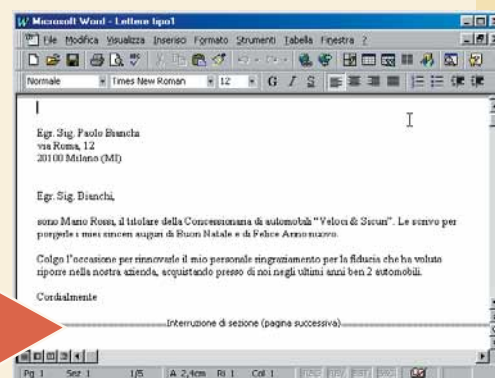 Microsoft Word - Lettere tipo1
File Modifica Visualizza Inserisci Formato Strumenti Tabella Finestra ?
Normale Times New Roman 12 G I S
Egr. Sig. Paolo Bianchi
via Roma, 12
20100 Milano (MI)
Egr. Sig. Bianchi,
sono Mario Rossi, il titolare della Concessionaria di automobili "Veloci & Sicuri". Le scrivo per
porgerle i miei sinceri auguri di Buon Natale e di Felice Anno nuovo.
Colgo l'occasione per rinnovarle il mio personale ringraziamento per la fiducia che ha voluto
riporre nella nostra azienda, acquistando presso di noi negli ultimi anni ben 2 automobili.
Cordialmente
Interruzione di sezione (pagina successiva)
Pg 1 Sez 1 1/5 A 2,4cm Ri 1 Col 1